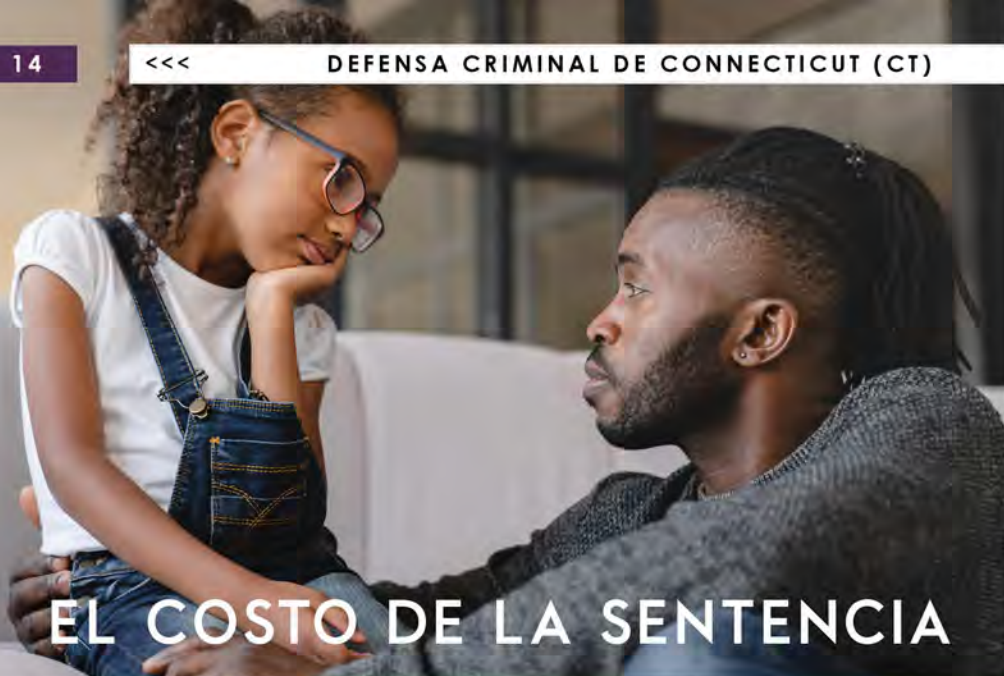 14
<<< DEFENSA CRIMINAL DE CONNECTICUT (CT)
EL COSTO DE LA SENTENCIA